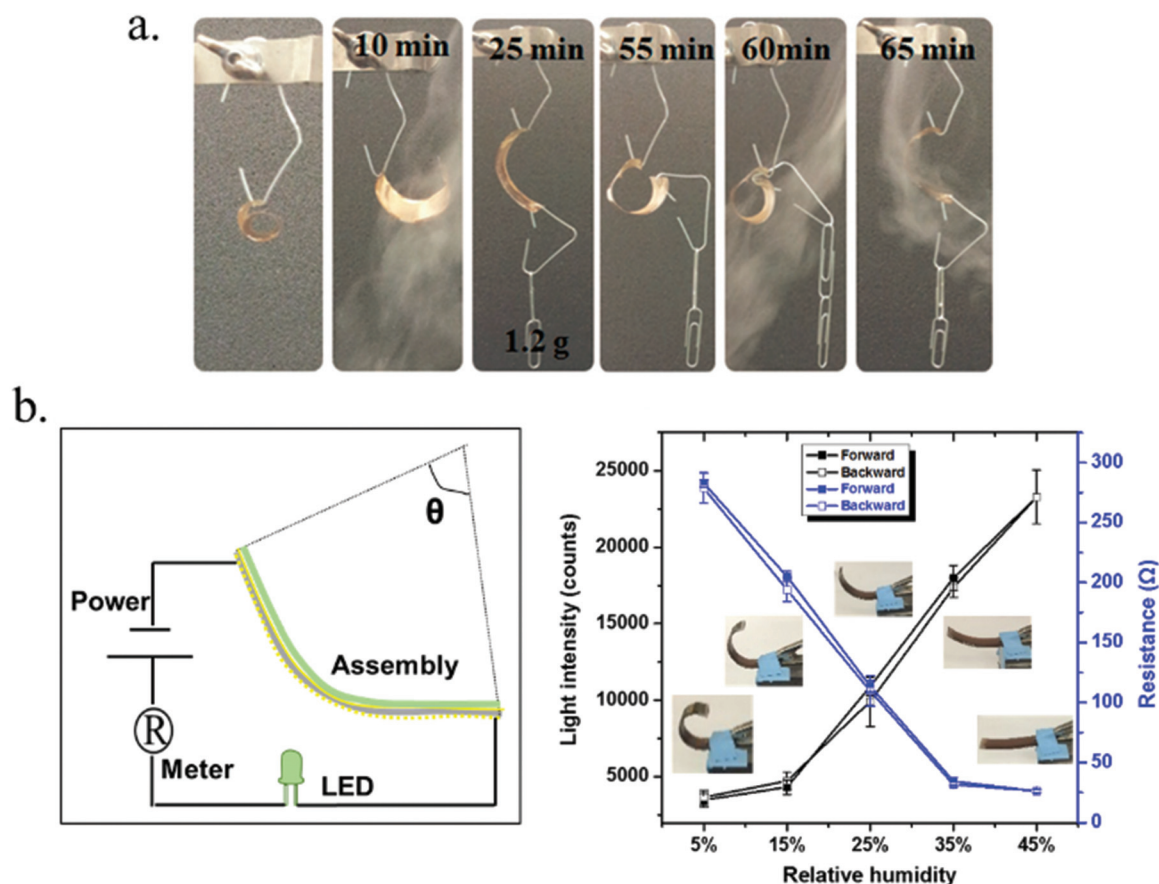 a.
10 min
25 min
55 min
60min
65 min
1.2 g
b.
θ
Power
Assembly
R
Meter
LED
Forward
Backward
Forward
Backward
Light intensity (counts)
25000
20000
15000
10000
5000
300
250
200
150
100
50
0
Resistance (Ω)
5% 15% 25% 35% 45%
Relative humidity